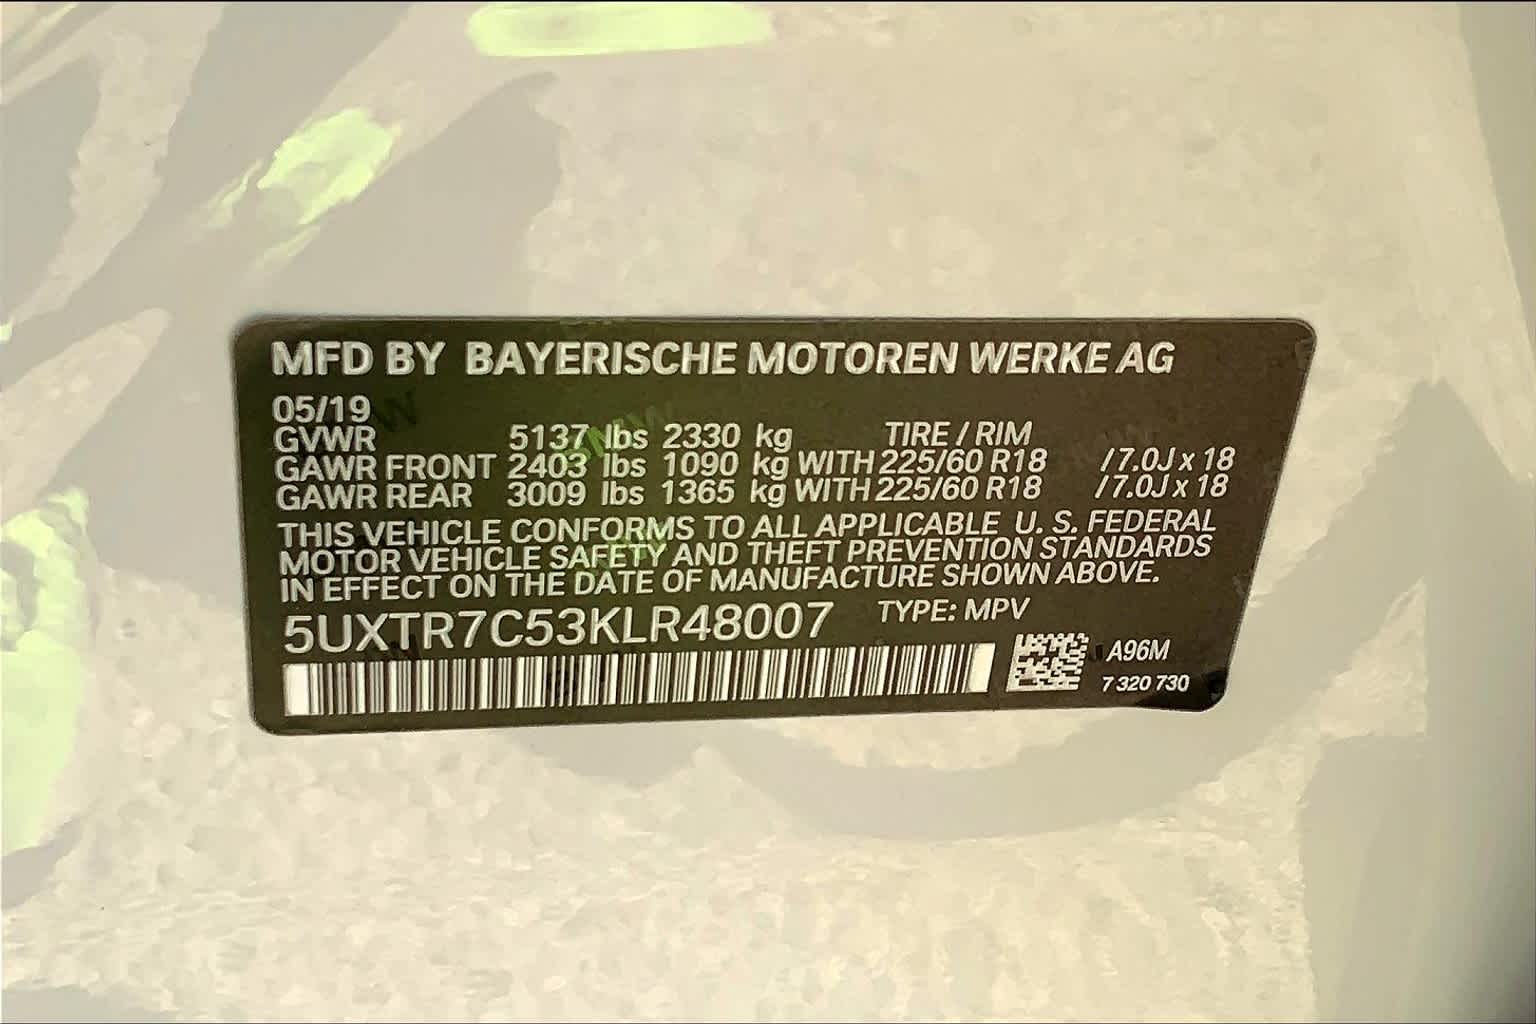 MFD BY BAYERISCHE MOTOREN WERKE AG
05/19
GVWR 5137 lbs 2330 kg TIRE / RIM
GAWR FRONT 2403 lbs 1090 kg WITH 225/60 R18 / 7.0J x 18
GAWR REAR 3009 lbs 1365 kg WITH 225/60 R18 / 7.0J x 18
THIS VEHICLE CONFORMS TO ALL APPLICABLE U. S. FEDERAL
MOTOR VEHICLE SAFETY AND THEFT PREVENTION STANDARDS
IN EFFECT ON THE DATE OF MANUFACTURE SHOWN ABOVE.
5UXTR7C53KLR48007 TYPE: MPV
A96M
7 320 730